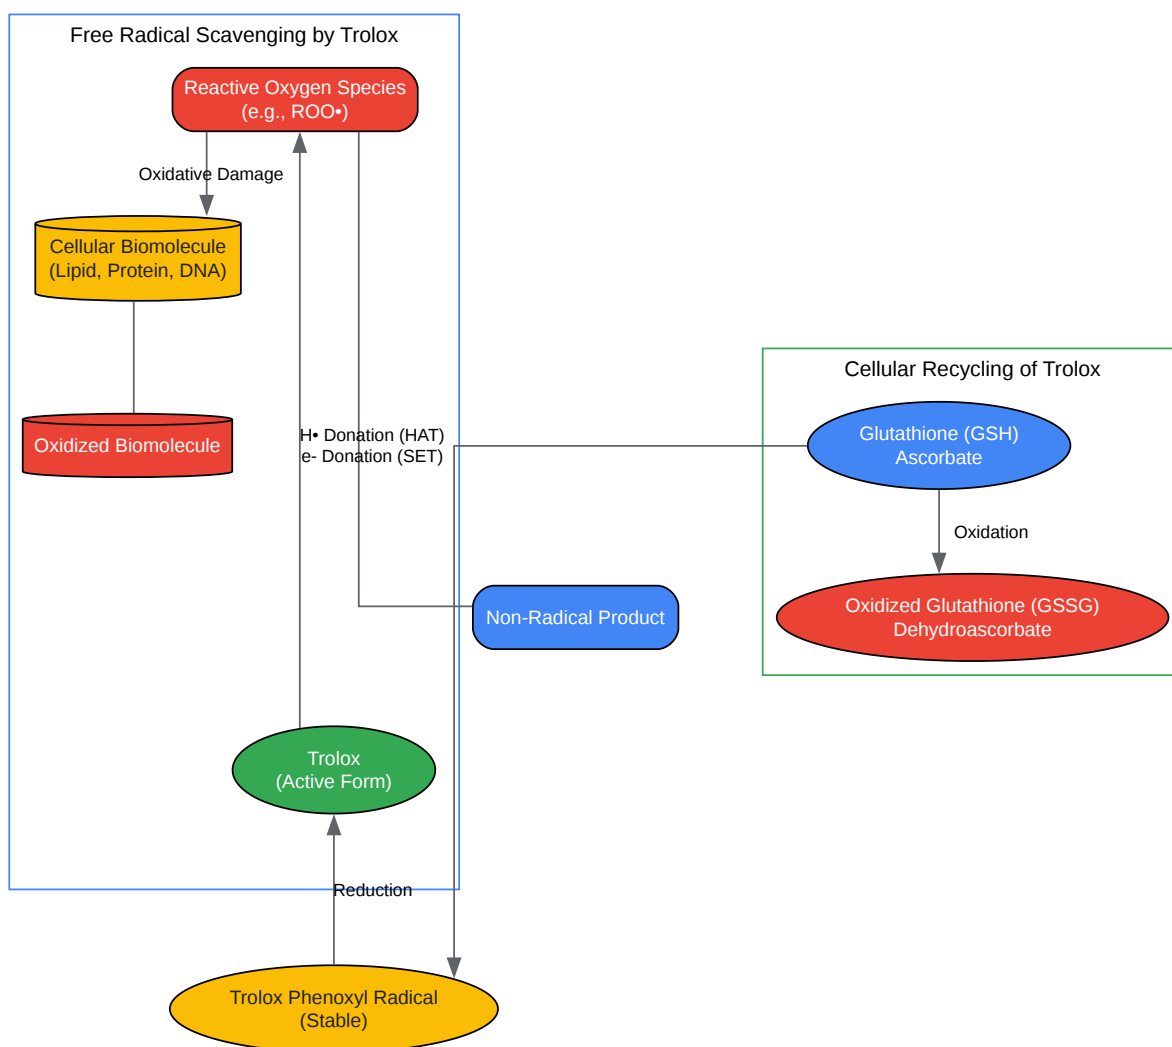 Free Radical Scavenging by Trolox
Reactive Oxygen Species
(e.g., ROO•)
Oxidative Damage
Cellular Biomolecule
(Lipid, Protein, DNA)
Oxidized Biomolecule
H• Donation (HAT)
e- Donation (SET)
Cellular Recycling of Trolox
Glutathione (GSH)
Ascorbate
Oxidation
Oxidized Glutathione (GSSG)
Dehydroascorbate
Non-Radical Product
Trolox
(Active Form)
Reduction
Trolox Phenoxyl Radical
(Stable)